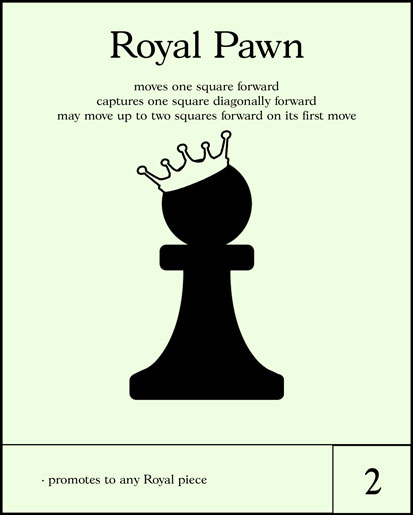 Royal Pawn
moves one square forward
captures one square diagonally forward
may move up to two squares forward on its first move
· promotes to any Royal piece
2